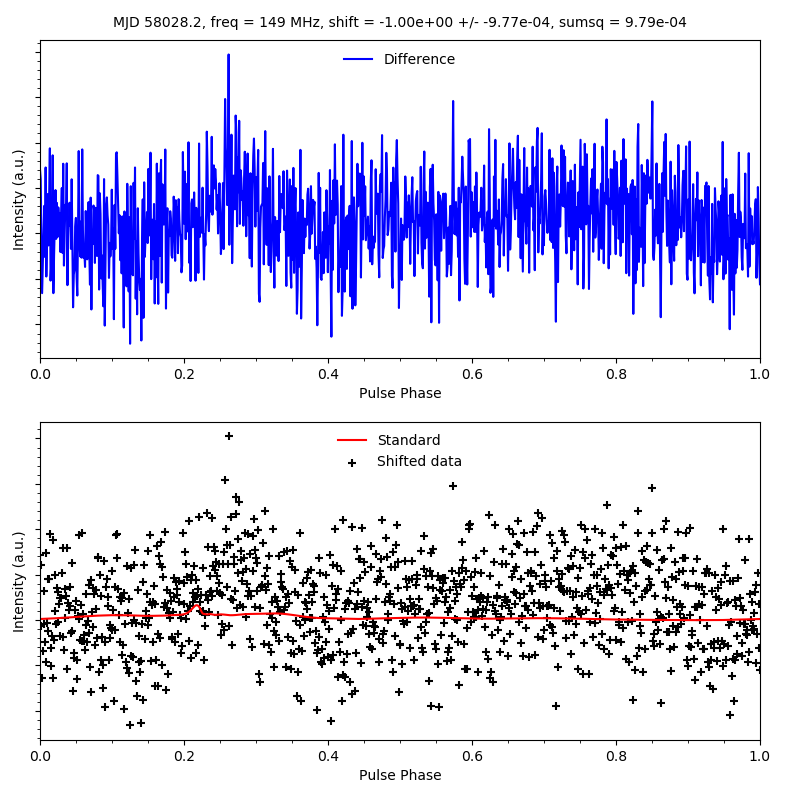 MJD 58028.2, freq = 149 MHz, shift = -1.00e+00 +/- -9.77e-04, sumsq = 9.79e-04
Difference
Intensity (a.u.)
0.0 0.2 0.4 0.6 0.8 1.0
Pulse Phase
Standard
Shifted data
Intensity (a.u.)
0.0 0.2 0.4 0.6 0.8 1.0
Pulse Phase